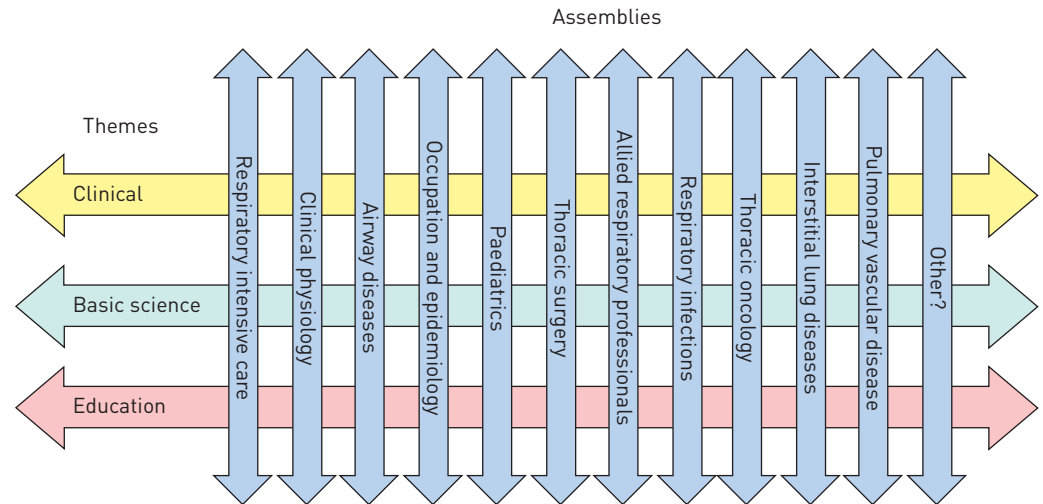 Assemblies
Themes
Clinical
Basic science
Education
Respiratory intensive care
Clinical physiology
Airway diseases
Occupation and epidemiology
Paediatrics
Thoracic surgery
Allied respiratory professionals
Respiratory infections
Thoracic oncology
Interstitial lung diseases
Pulmonary vascular disease
Other?